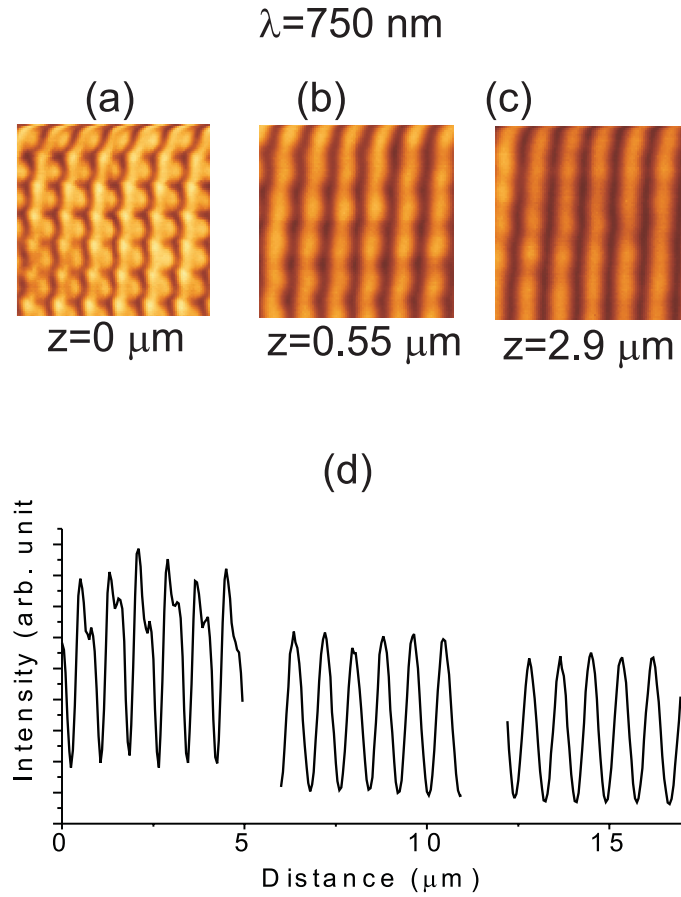 λ=750 nm
(a) (b) (c)
z=0 μm z=0.55 μm z=2.9 μm
(d)
Intensity (arb. unit
0 5 10 15
Distance (μm)